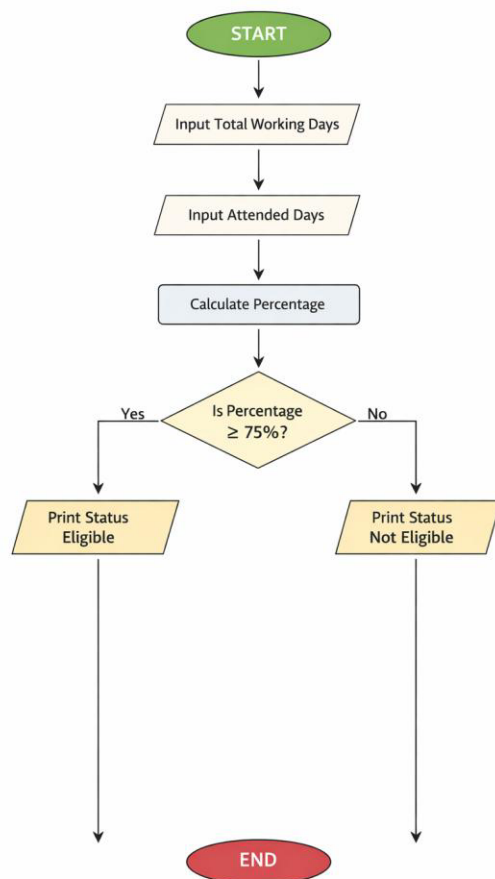 START
Input Total Working Days
Input Attended Days
Calculate Percentage
Is Percentage
≥ 75%?
Yes
No
Print Status
Eligible
Print Status
Not Eligible
END